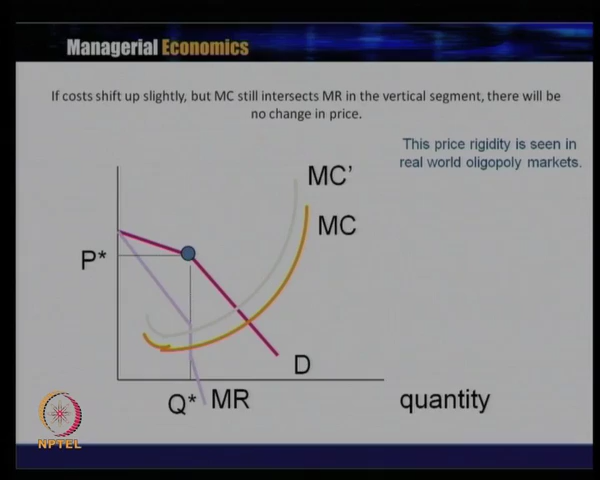 Managerial Economics
If costs shift up slightly, but MC still intersects MR in the vertical segment, there will be
no change in price.
This price rigidity is seen in
real world oligopoly markets.
MC'
MC
P*
D
Q* MR
quantity
NPTEL